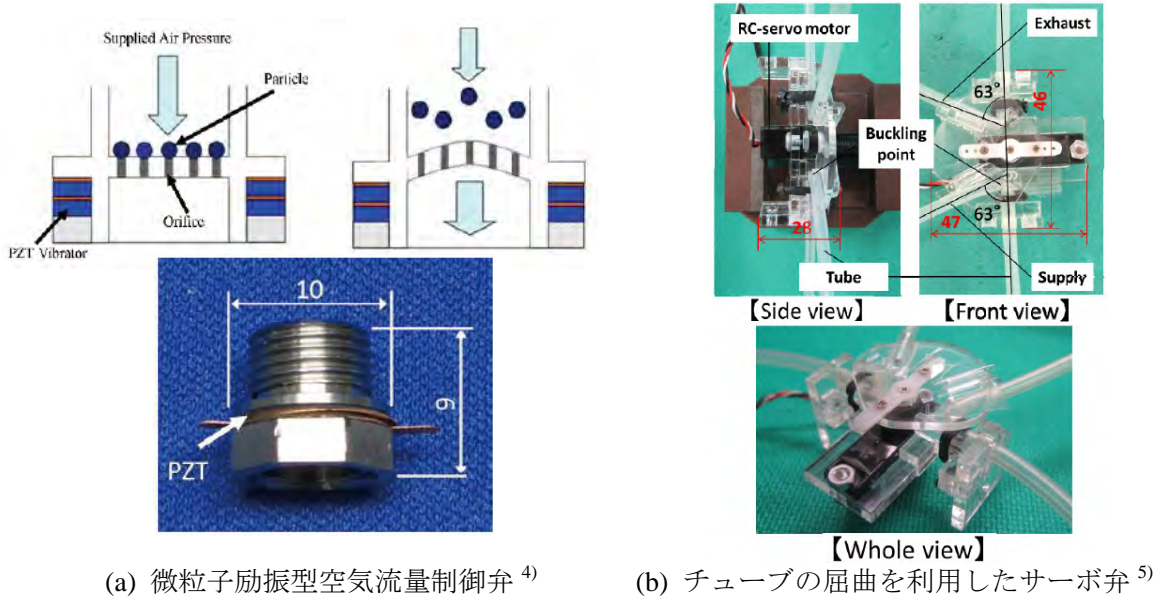 Supplied Air Pressure
Particle
Orifice
PZT Vibrator
10
9
PZT
(a) 微粒子励振型空気流量制御弁 4)
RC-servo motor
Exhaust
63°
46
Buckling
point
63°
28
47
Tube
Supply
【Side view】
【Front view】
【Whole view】
(b) チューブの屈曲を利用したサーボ弁 5)